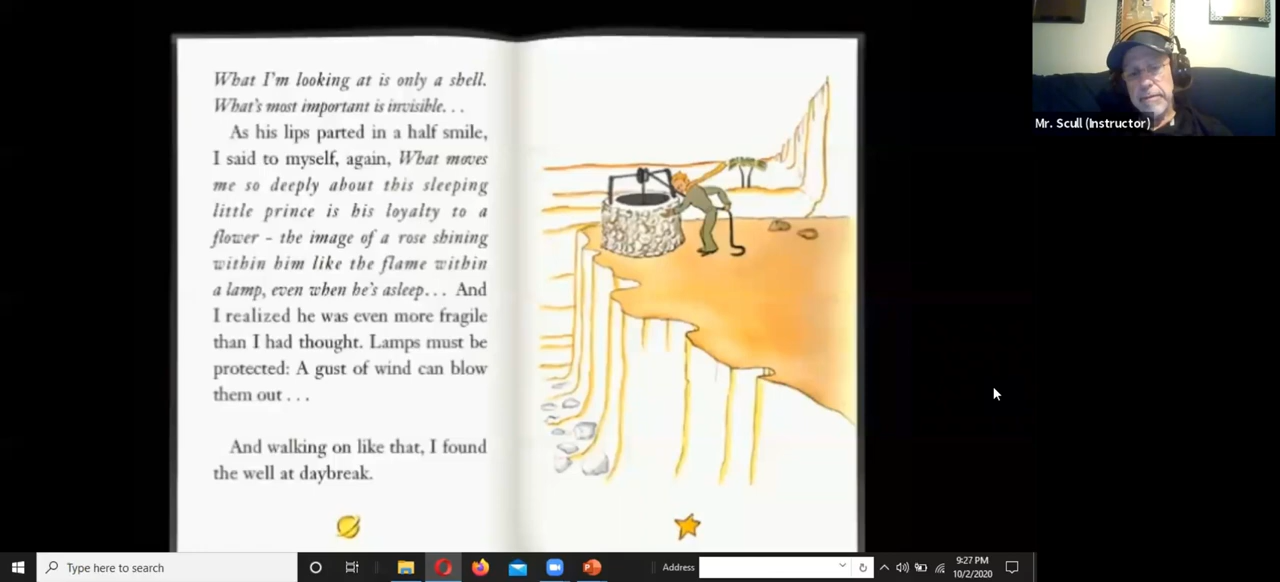 What I'm looking at is only a shell.
What's most important is invisible. . .
As his lips parted in a half smile,
I said to myself, again, What moves
me so deeply about this sleeping
little prince is his loyalty to a
flower - the image of a rose shining
within him like the flame within
a lamp, even when he's asleep. . . And
I realized he was even more fragile
than I had thought. Lamps must be
protected: A gust of wind can blow
them out . . .
And walking on like that, I found
the well at daybreak.
Mr. Scull (Instructor)
Type here to search
Address
9:27 PM
10/2/2020